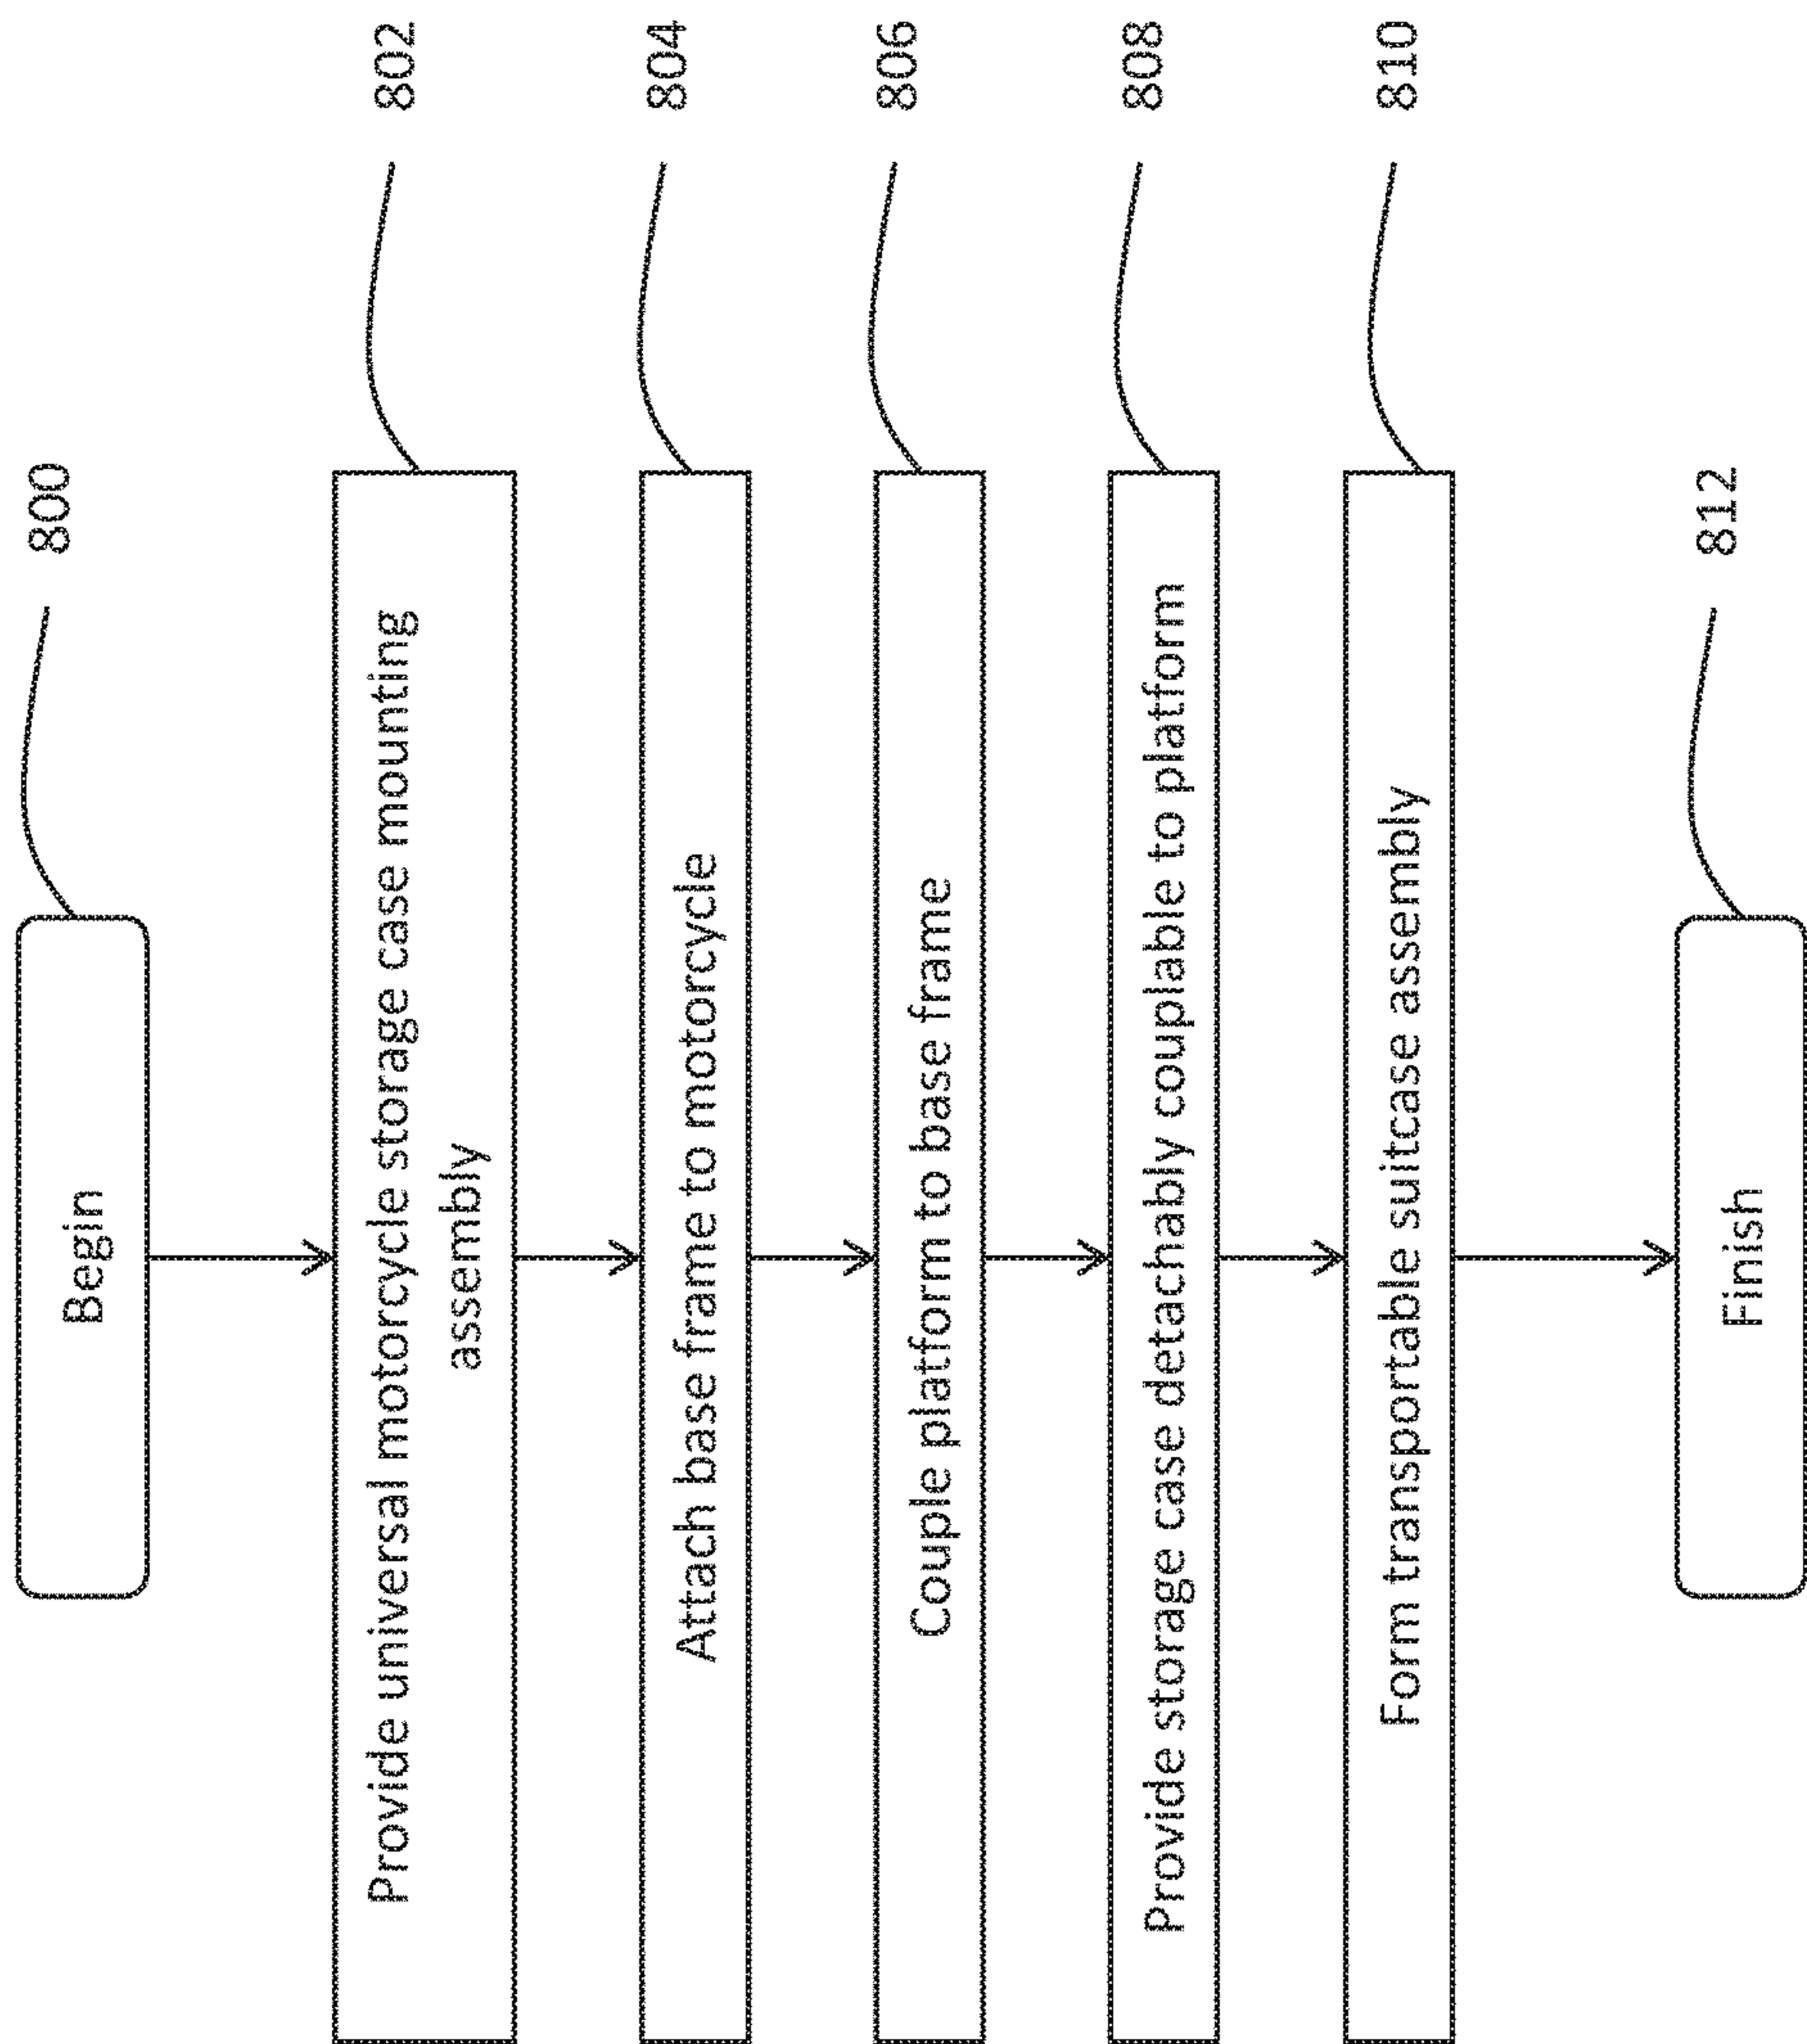 Begin
800
Provide universal motorcycle storage case mounting
assembly
802
Attach base frame to motorcycle
804
Couple platform to base frame
806
Provide storage case detachably couplable to platform
808
Form transportable suitcase assembly
810
Finish
812